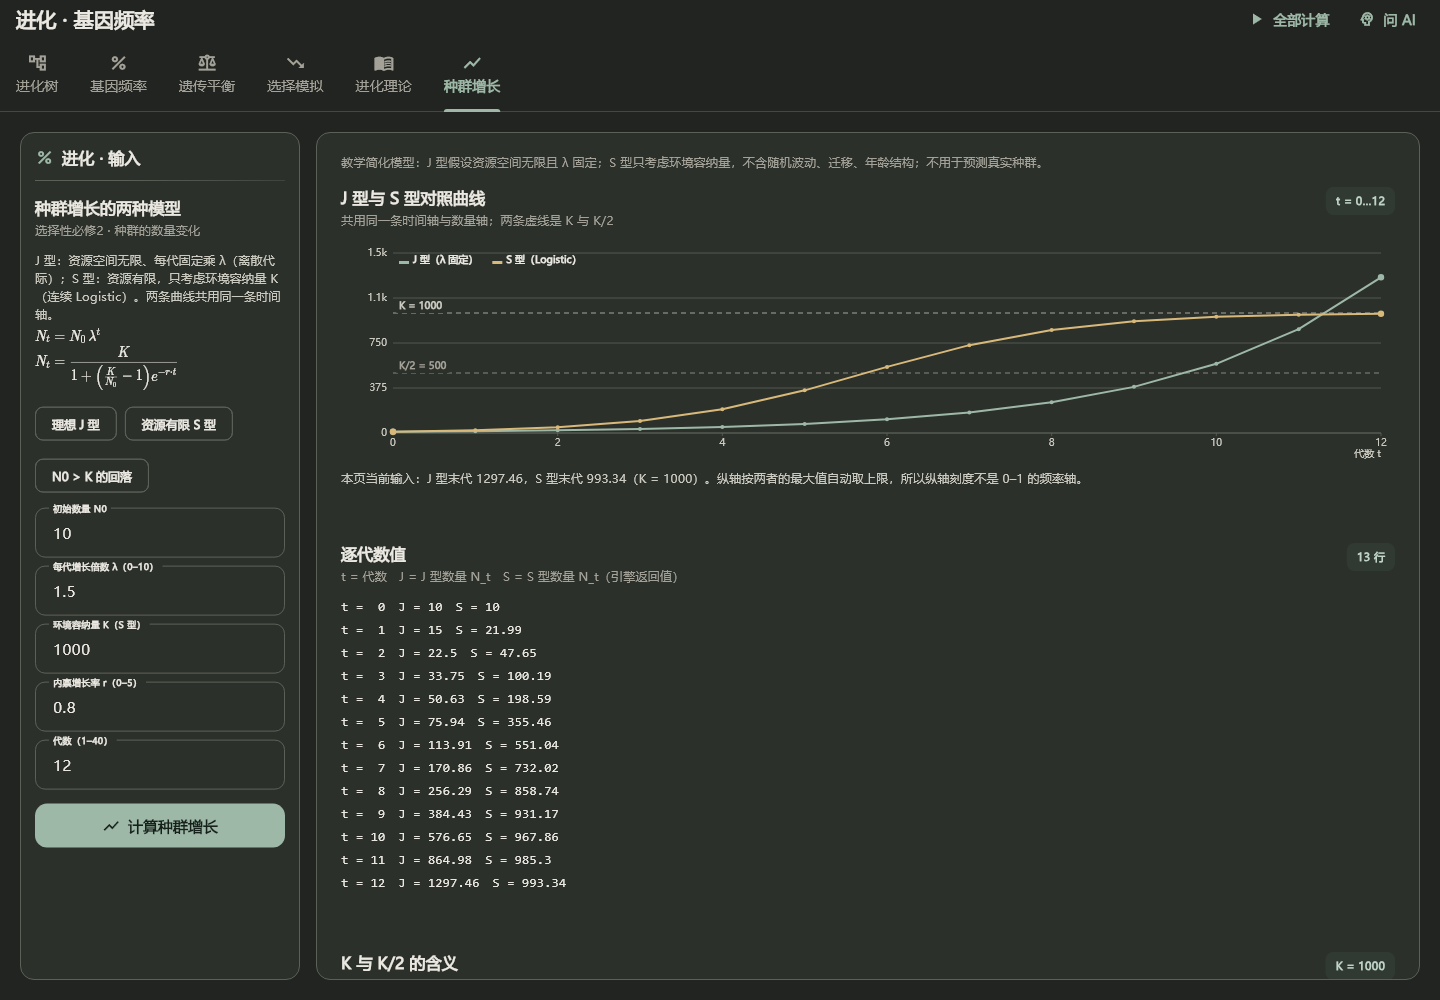 进化 · 基因频率
全部计算
问 AI
进化树
基因频率
遗传平衡
选择模拟
进化理论
种群增长
进化 · 输入
种群增长的两种模型
选择性必修2 · 种群的数量变化
J 型：资源空间无限、每代固定乘 λ（离散代
际）；S 型：资源有限，只考虑环境容纳量 K
（连续 Logistic）。两条曲线共用同一条时间
轴。
N_t = N_0 λ^t
N_t = K / (1 + (K/N_0 − 1) e^{−r·t})
理想 J 型
资源有限 S 型
N0 > K 的回落
初始数量 N0
10
每代增长倍数 λ（0–10）
1.5
环境容纳量 K（S 型）
1000
内禀增长率 r（0–5）
0.8
代数（1–40）
12
计算种群增长
教学简化模型：J 型假设资源空间无限且 λ 固定；S 型只考虑环境容纳量，不含随机波动、迁移、年龄结构；不用于预测真实种群。
J 型与 S 型对照曲线
t = 0…12
共用同一条时间轴与数量轴；两条虚线是 K 与 K/2
J 型（λ 固定）
S 型（Logistic）
1.5k
1.1k
750
375
0
K = 1000
K/2 = 500
0
2
4
6
8
10
12
代数 t
本页当前输入：J 型末代 1297.46，S 型末代 993.34（K = 1000）。纵轴按两者的最大值自动取上限，所以纵轴刻度不是 0–1 的频率轴。
逐代数值
13 行
t = 代数 J = J 型数量 N_t S = S 型数量 N_t（引擎返回值）
t = 0 J = 10 S = 10
t = 1 J = 15 S = 21.99
t = 2 J = 22.5 S = 47.65
t = 3 J = 33.75 S = 100.19
t = 4 J = 50.63 S = 198.59
t = 5 J = 75.94 S = 355.46
t = 6 J = 113.91 S = 551.04
t = 7 J = 170.86 S = 732.02
t = 8 J = 256.29 S = 858.74
t = 9 J = 384.43 S = 931.17
t = 10 J = 576.65 S = 967.86
t = 11 J = 864.98 S = 985.3
t = 12 J = 1297.46 S = 993.34
K 与 K/2 的含义
K = 1000